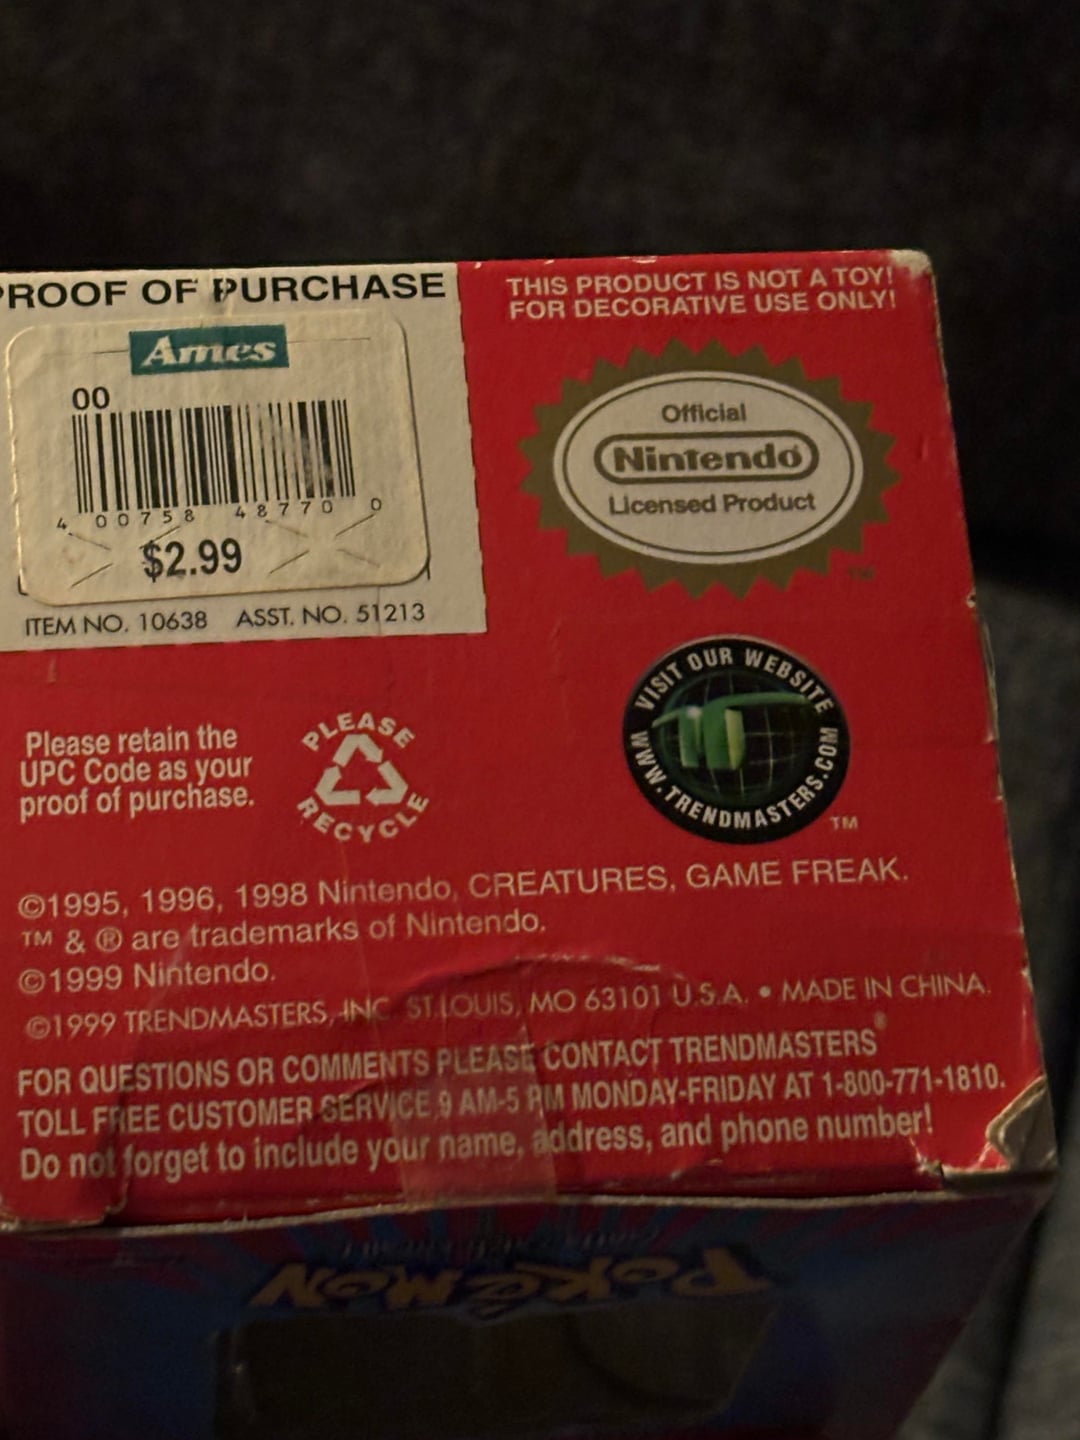 PROOF OF PURCHASE
Ames
00
4 00758 48770 0
$2.99
ITEM NO. 10638 ASST. NO. 51213
THIS PRODUCT IS NOT A TOY!
FOR DECORATIVE USE ONLY!
Official
Nintendo®
Licensed Product
TM
Please retain the
UPC Code as your
proof of purchase.
PLEASE
RECYCLE
VISIT OUR WEBSITE
WWW.TRENDMASTERS.COM
TM
©1995, 1996, 1998 Nintendo, CREATURES, GAME FREAK.
TM & ® are trademarks of Nintendo.
©1999 Nintendo.
©1999 TRENDMASTERS, INC. ST. LOUIS, MO 63101 U.S.A. • MADE IN CHINA.
FOR QUESTIONS OR COMMENTS PLEASE CONTACT TRENDMASTERS®
TOLL FREE CUSTOMER SERVICE 9 AM-5 PM MONDAY-FRIDAY AT 1-800-771-1810.
Do not forget to include your name, address, and phone number!
POKéMON